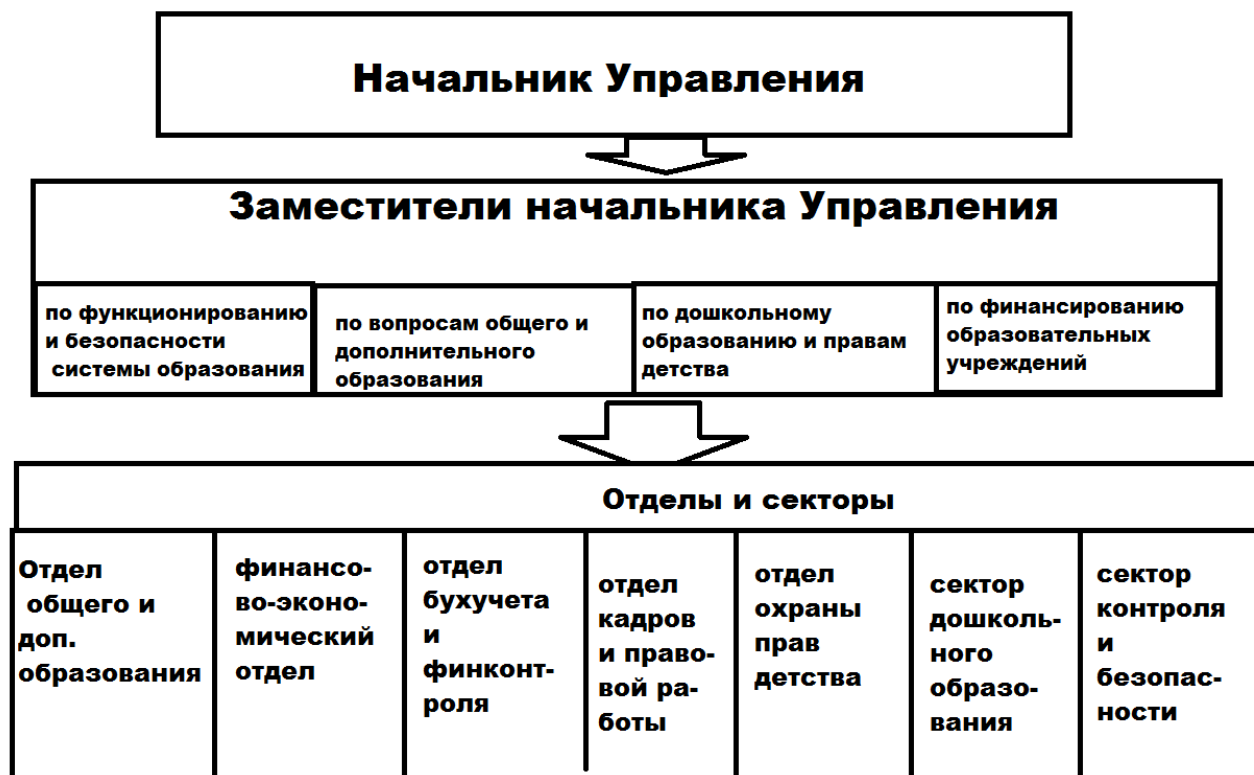 Начальник Управления
Заместители начальника Управления
по функционированию
и безопасности
системы образования
по вопросам общего и
дополнительного
образования
по дошкольному
образованию и правам
детства
по финансированию
образовательных
учреждений
Отделы и секторы
Отдел
общего и
доп.
образования
финансо-
во-эконо-
мический
отдел
отдел
бухучета
и
финконт-
роля
отдел
кадров
и право-
вой ра-
боты
отдел
охраны
прав
детства
сектор
дошколь-
ного
образо-
вания
сектор
контроля
и
безопас-
ности